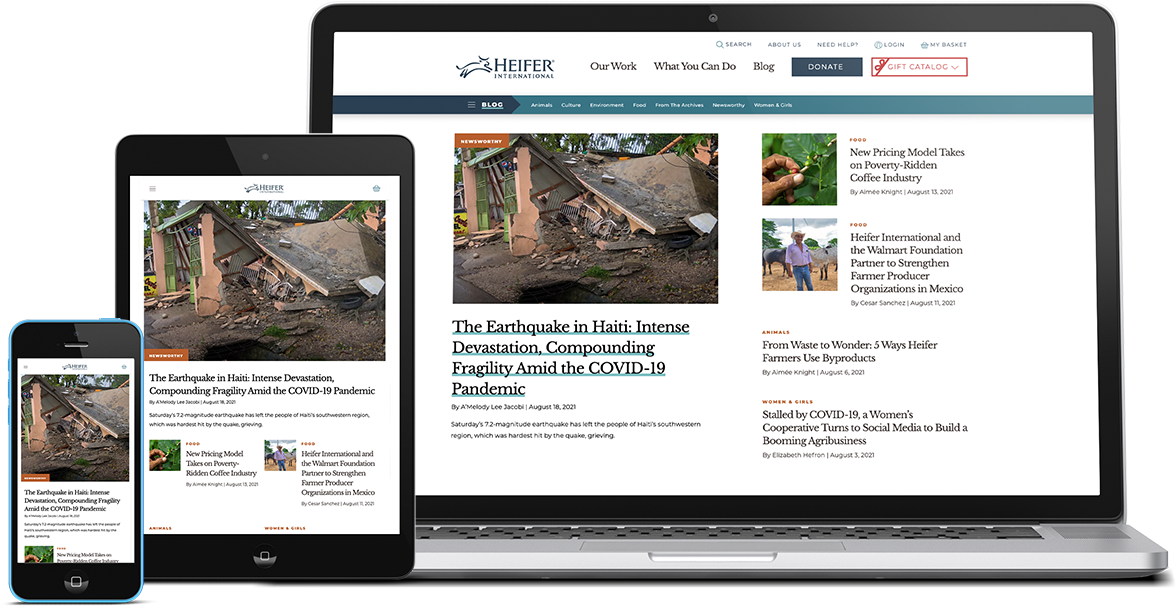 SEARCH
ABOUT US
NEED HELP?
LOGIN
MY BASKET
HEIFER
INTERNATIONAL
Our Work
What You Can Do
Blog
DONATE
GIFT CATALOG
BLOG
Animals
Culture
Environment
Food
From The Archives
Newsworthy
Women & Girls
NEWSWORTHY
The Earthquake in Haiti: Intense
Devastation, Compounding
Fragility Amid the COVID-19
Pandemic
By A'Melody Lee Jacobi | August 18, 2021
Saturday's 7.2-magnitude earthquake has left the people of Haiti's southwestern
region, which was hardest hit by the quake, grieving.
FOOD
New Pricing Model Takes
on Poverty-Ridden
Coffee Industry
By Aimée Knight | August 13, 2021
FOOD
Heifer International and
the Walmart Foundation
Partner to Strengthen
Farmer Producer
Organizations in Mexico
By Cesar Sanchez | August 11, 2021
ANIMALS
From Waste to Wonder: 5 Ways Heifer
Farmers Use Byproducts
By Aimée Knight | August 6, 2021
WOMEN & GIRLS
Stalled by COVID-19, a Women's
Cooperative Turns to Social Media to Build a
Booming Agribusiness
By Elizabeth Hefron | August 3, 2021
HEIFER
INTERNATIONAL
NEWSWORTHY
The Earthquake in Haiti: Intense Devastation,
Compounding Fragility Amid the COVID-19 Pandemic
By A'Melody Lee Jacobi | August 18, 2021
Saturday's 7.2-magnitude earthquake has left the people of Haiti's southwestern region,
which was hardest hit by the quake, grieving.
FOOD
New Pricing Model
Takes on Poverty-
Ridden Coffee Industry
By Aimée Knight | August 13, 2021
FOOD
Heifer International and
the Walmart Foundation
Partner to Strengthen
Farmer Producer
Organizations in Mexico
By Cesar Sanchez | August 11, 2021
ANIMALS
WOMEN & GIRLS
HEIFER
NEWSWORTHY
The Earthquake in Haiti: Intense
Devastation, Compounding Fragility
Amid the COVID-19 Pandemic
By A'Melody Lee Jacobi | August 18, 2021
Saturday's 7.2-magnitude earthquake has left the people of
Haiti's southwestern region, which was hardest hit by the
quake, grieving.
FOOD
New Pricing Model Takes on
Poverty-Ridden Coffee Industry